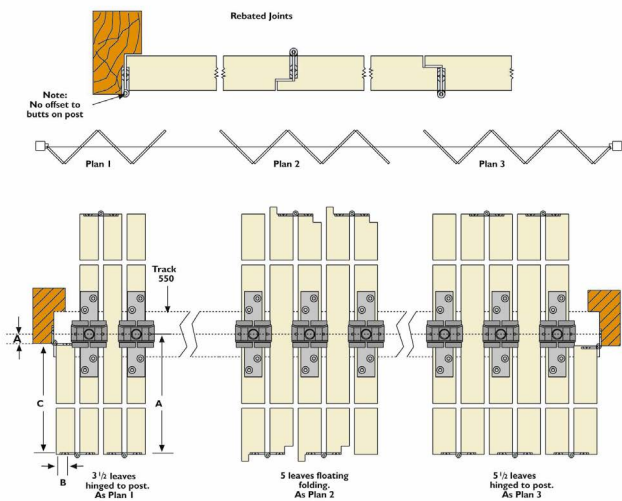 Rebated Joints
Note:
No offset to
butts on post
Plan 1
Plan 2
Plan 3
Track
550
A
C
A
B
3 1/2 leaves
hinged to post.
As Plan 1
5 leaves floating
folding.
As Plan 2
5 1/2 leaves
hinged to post.
As Plan 3